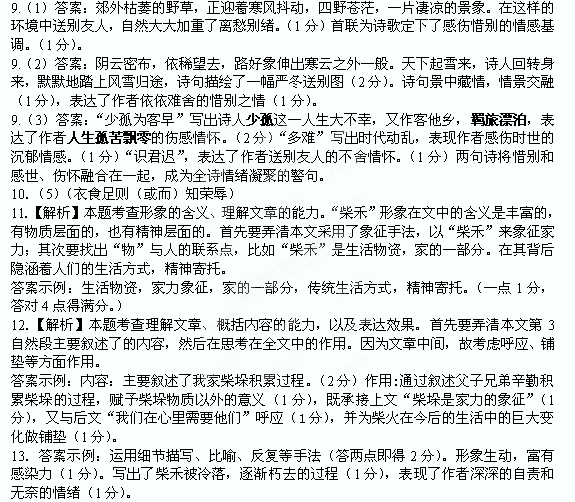 9.（1）答案：郊外枯萎的野草，正迎着寒风抖动，四野苍茫，一片凄凉的景象。在这样的
环境中送别友人，自然大大加重了离愁别绪。（1分）首联为诗歌定下了感伤惜别的情感基
调。（1分）。
9.（2）答案：阴云密布，依稀望去，路好象伸出寒云之外一般。天下起雪来，诗人回转身
来，默默地踏上风雪归途，诗句描绘了一幅严冬送别图（2分）。诗句景中藏情，情景交融
（1分），表达了作者依依难舍的惜别之情（1分）。
9.（3）答案：“少孤为客早”写出诗人少孤这一人生大不幸，又作客他乡，羁旅漂泊，表
达了作者人生孤苦飘零的伤感情怀。（2分）“多难”写出时代动乱，表现作者感伤时世的
沉郁情感。（1分）“识君迟”，表达了作者送别友人的不舍情怀。（1分）两句诗将惜别和
感世、伤怀融合在一起，成为全诗情绪凝聚的警句。
10.（5）（衣食足则（或而）知荣辱）
11.【解析】本题考查形象的含义、理解文章的能力。“柴禾”形象在文中的含义是丰富的，
有物质层面的，也有精神层面的。首先要弄清本文采用了象征手法，以“柴禾”来象征家
力；其次要找出“物”与人的联系点，比如“柴禾”是生活物资，家的一部分。在其背后
隐涵着人们的生活方式，精神寄托。
答案示例：生活物资，家力象征，家的一部分，传统生活方式，精神寄托。（一点1分，
答对4点得满分。）
12.【解析】本题考查理解文章、概括内容的能力，以及表达效果。首先要弄清本文第 3
自然段主要叙述了的内容，然后在思考在全文中的作用。因为文章中间，故考虑呼应、铺
垫等方面作用。
答案示例：内容：主要叙述了我家柴垛积累过程。（2分）作用:通过叙述父子兄弟辛勤积
累柴垛的过程，赋予柴垛物质以外的意义（1分），既承接上文“柴垛是家力的象征”（1
分），又与后文“我们在心里需要他们”呼应（1分），并为柴火在今后的生活中的巨大变
化做铺垫（1分）。
13. 答案示例：运用细节描写、比喻、反复等手法（答两点即得2分）。形象生动，富有
感染力（1分）。写出了柴禾被冷落，逐渐朽去的过程（1分），表现了作者深深的自责和
无奈的情绪（1分）。